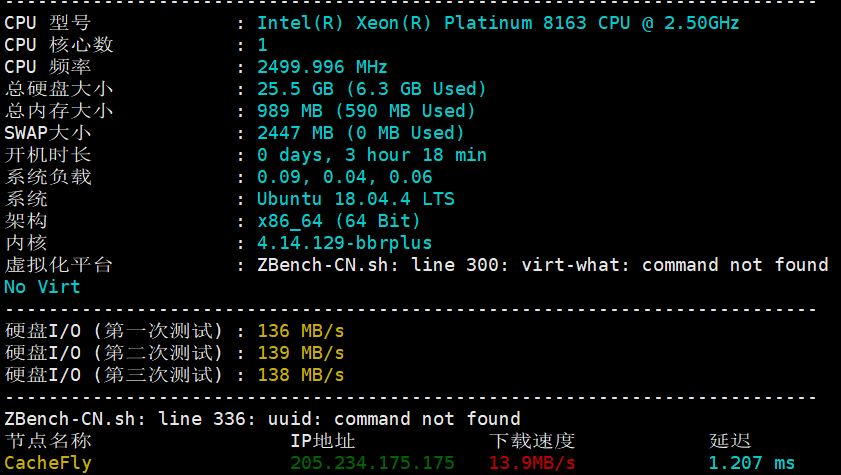 CPU 型号 : Intel(R) Xeon(R) Platinum 8163 CPU @ 2.50GHz
CPU 核心数 : 1
CPU 频率 : 2499.996 MHz
总硬盘大小 : 25.5 GB (6.3 GB Used)
总内存大小 : 989 MB (590 MB Used)
SWAP大小 : 2447 MB (0 MB Used)
开机时长 : 0 days, 3 hour 18 min
系统负载 : 0.09, 0.04, 0.06
系统 : Ubuntu 18.04.4 LTS
架构 : x86_64 (64 Bit)
内核 : 4.14.129-bbrplus
虚拟化平台 : ZBench-CN.sh: line 300: virt-what: command not found
No Virt
----------------------------------------------------------------------
硬盘I/O (第一次测试) : 136 MB/s
硬盘I/O (第二次测试) : 139 MB/s
硬盘I/O (第三次测试) : 138 MB/s
----------------------------------------------------------------------
ZBench-CN.sh: line 336: uuid: command not found
节点名称 IP地址 下载速度 延迟
CacheFly 205.234.175.175 13.9MB/s 1.207 ms